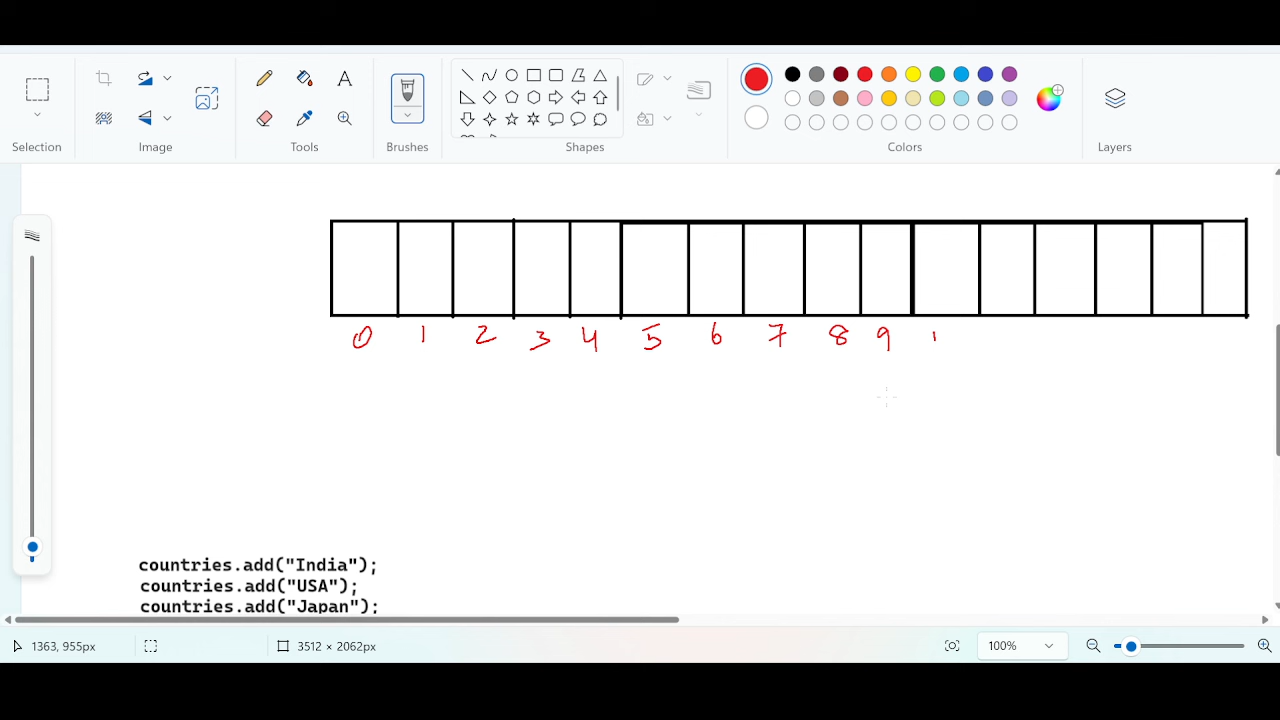 Selection
Image
Tools
Brushes
Shapes
Colors
Layers
A
0 1 2 3 4 5 6 7 8 9 1
countries.add("India");
countries.add("USA");
countries.add("Japan");
1363, 955px
3512 × 2062px
100%